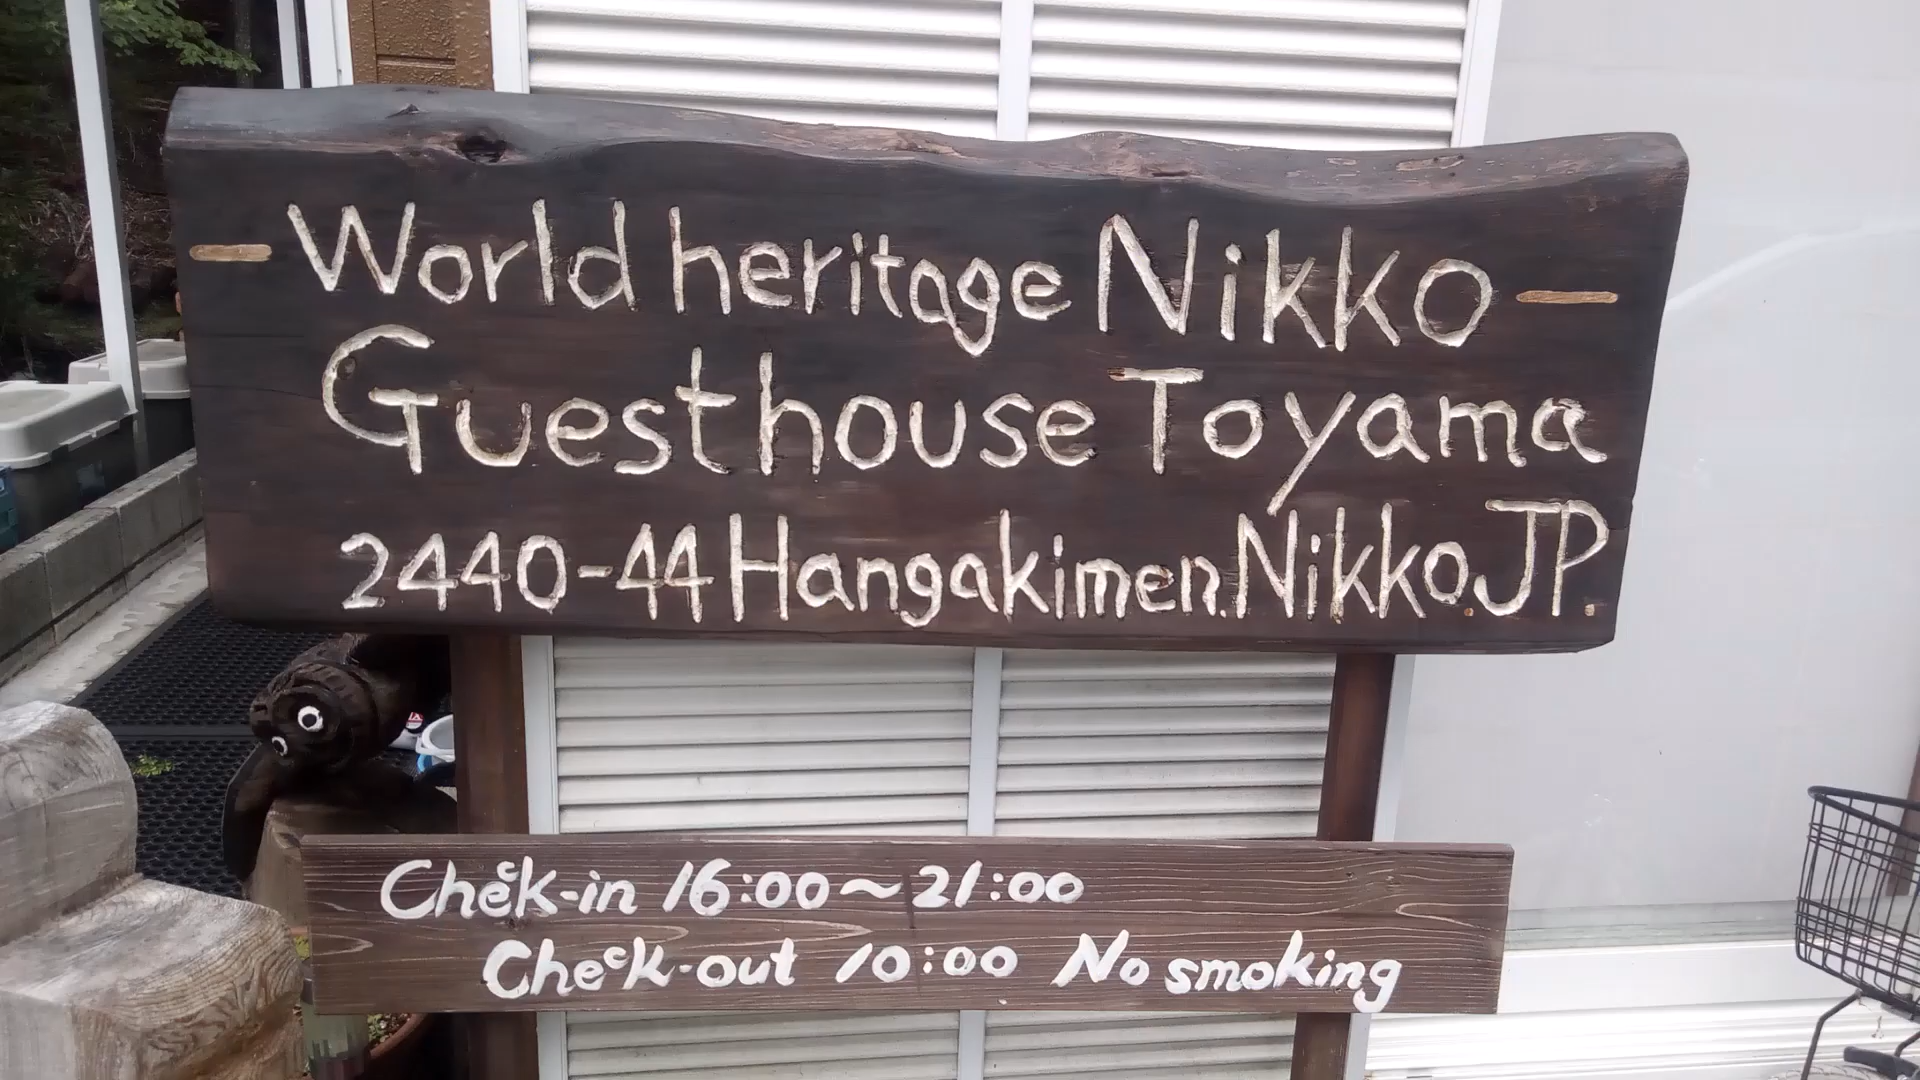 -World heritage Nikko-
Guesthouse Toyama
2440-44 Hangakimen.Nikko.JP.
Check-in 16:00~21:00
Check-out 10:00 No smoking